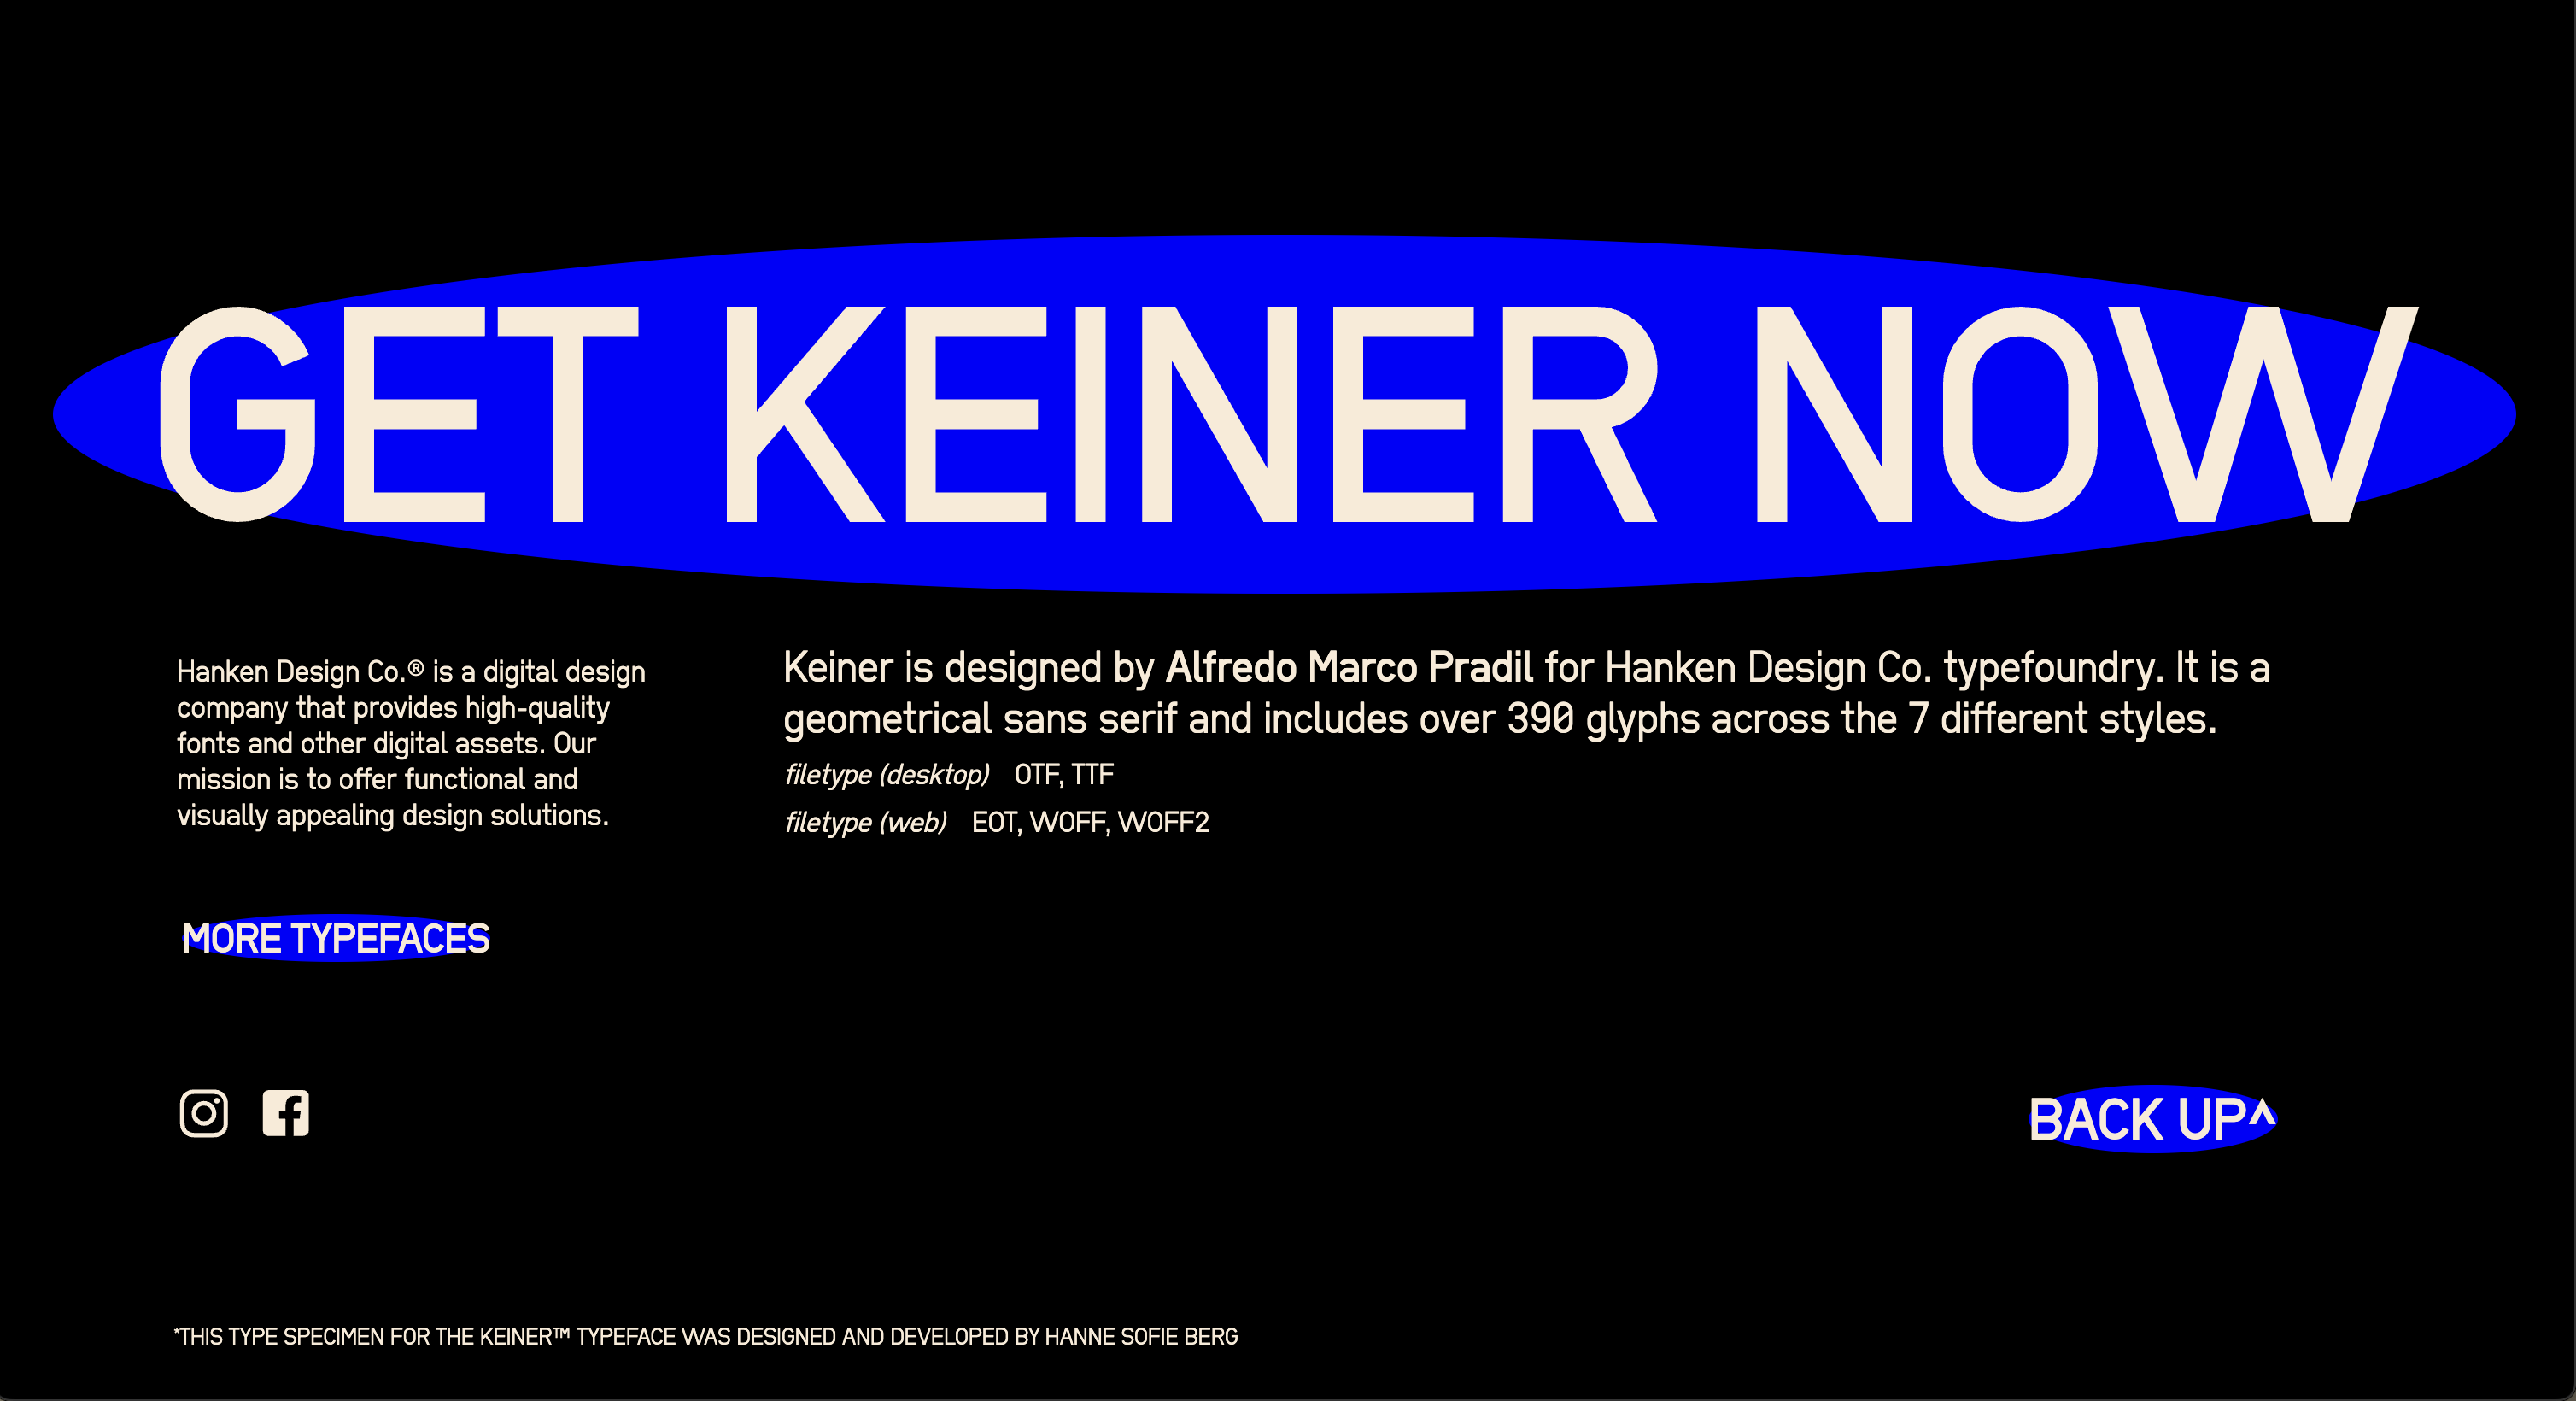 GET KEINER NOW
Hanken Design Co.® is a digital design
company that provides high-quality
fonts and other digital assets. Our
mission is to offer functional and
visually appealing design solutions.
Keiner is designed by Alfredo Marco Pradil for Hanken Design Co. typefoundry. It is a
geometrical sans serif and includes over 390 glyphs across the 7 different styles.
filetype (desktop) OTF, TTF
filetype (web) EOT, WOFF, WOFF2
MORE TYPEFACES
BACK UP^
*THIS TYPE SPECIMEN FOR THE KEINER™ TYPEFACE WAS DESIGNED AND DEVELOPED BY HANNE SOFIE BERG